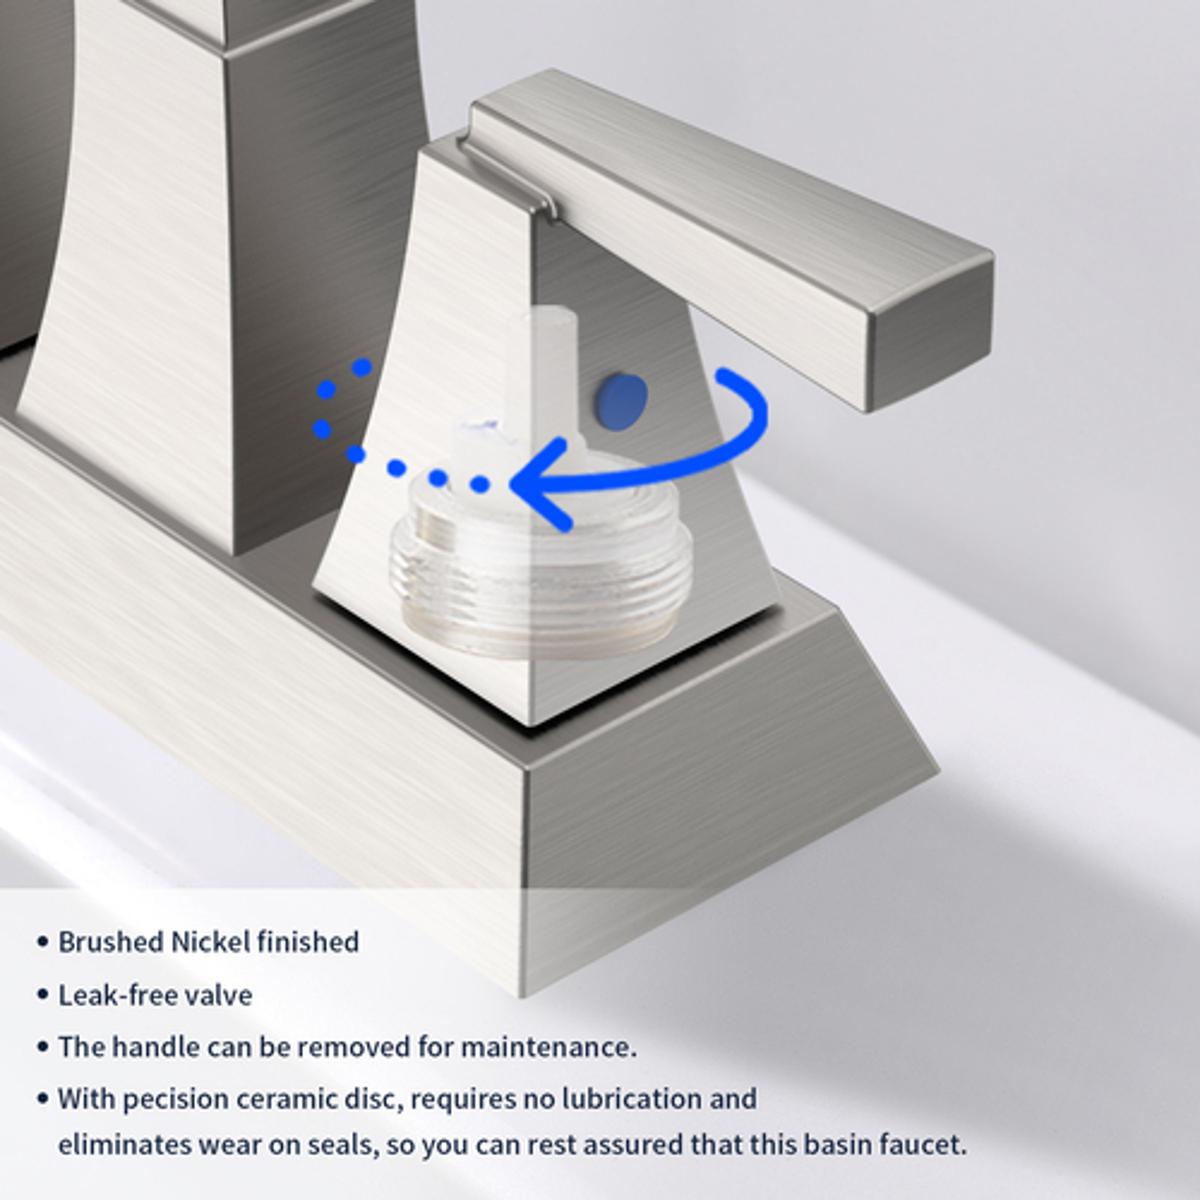 • Brushed Nickel finished
• Leak-free valve
• The handle can be removed for maintenance.
• With pecision ceramic disc, requires no lubrication and
eliminates wear on seals, so you can rest assured that this basin faucet.